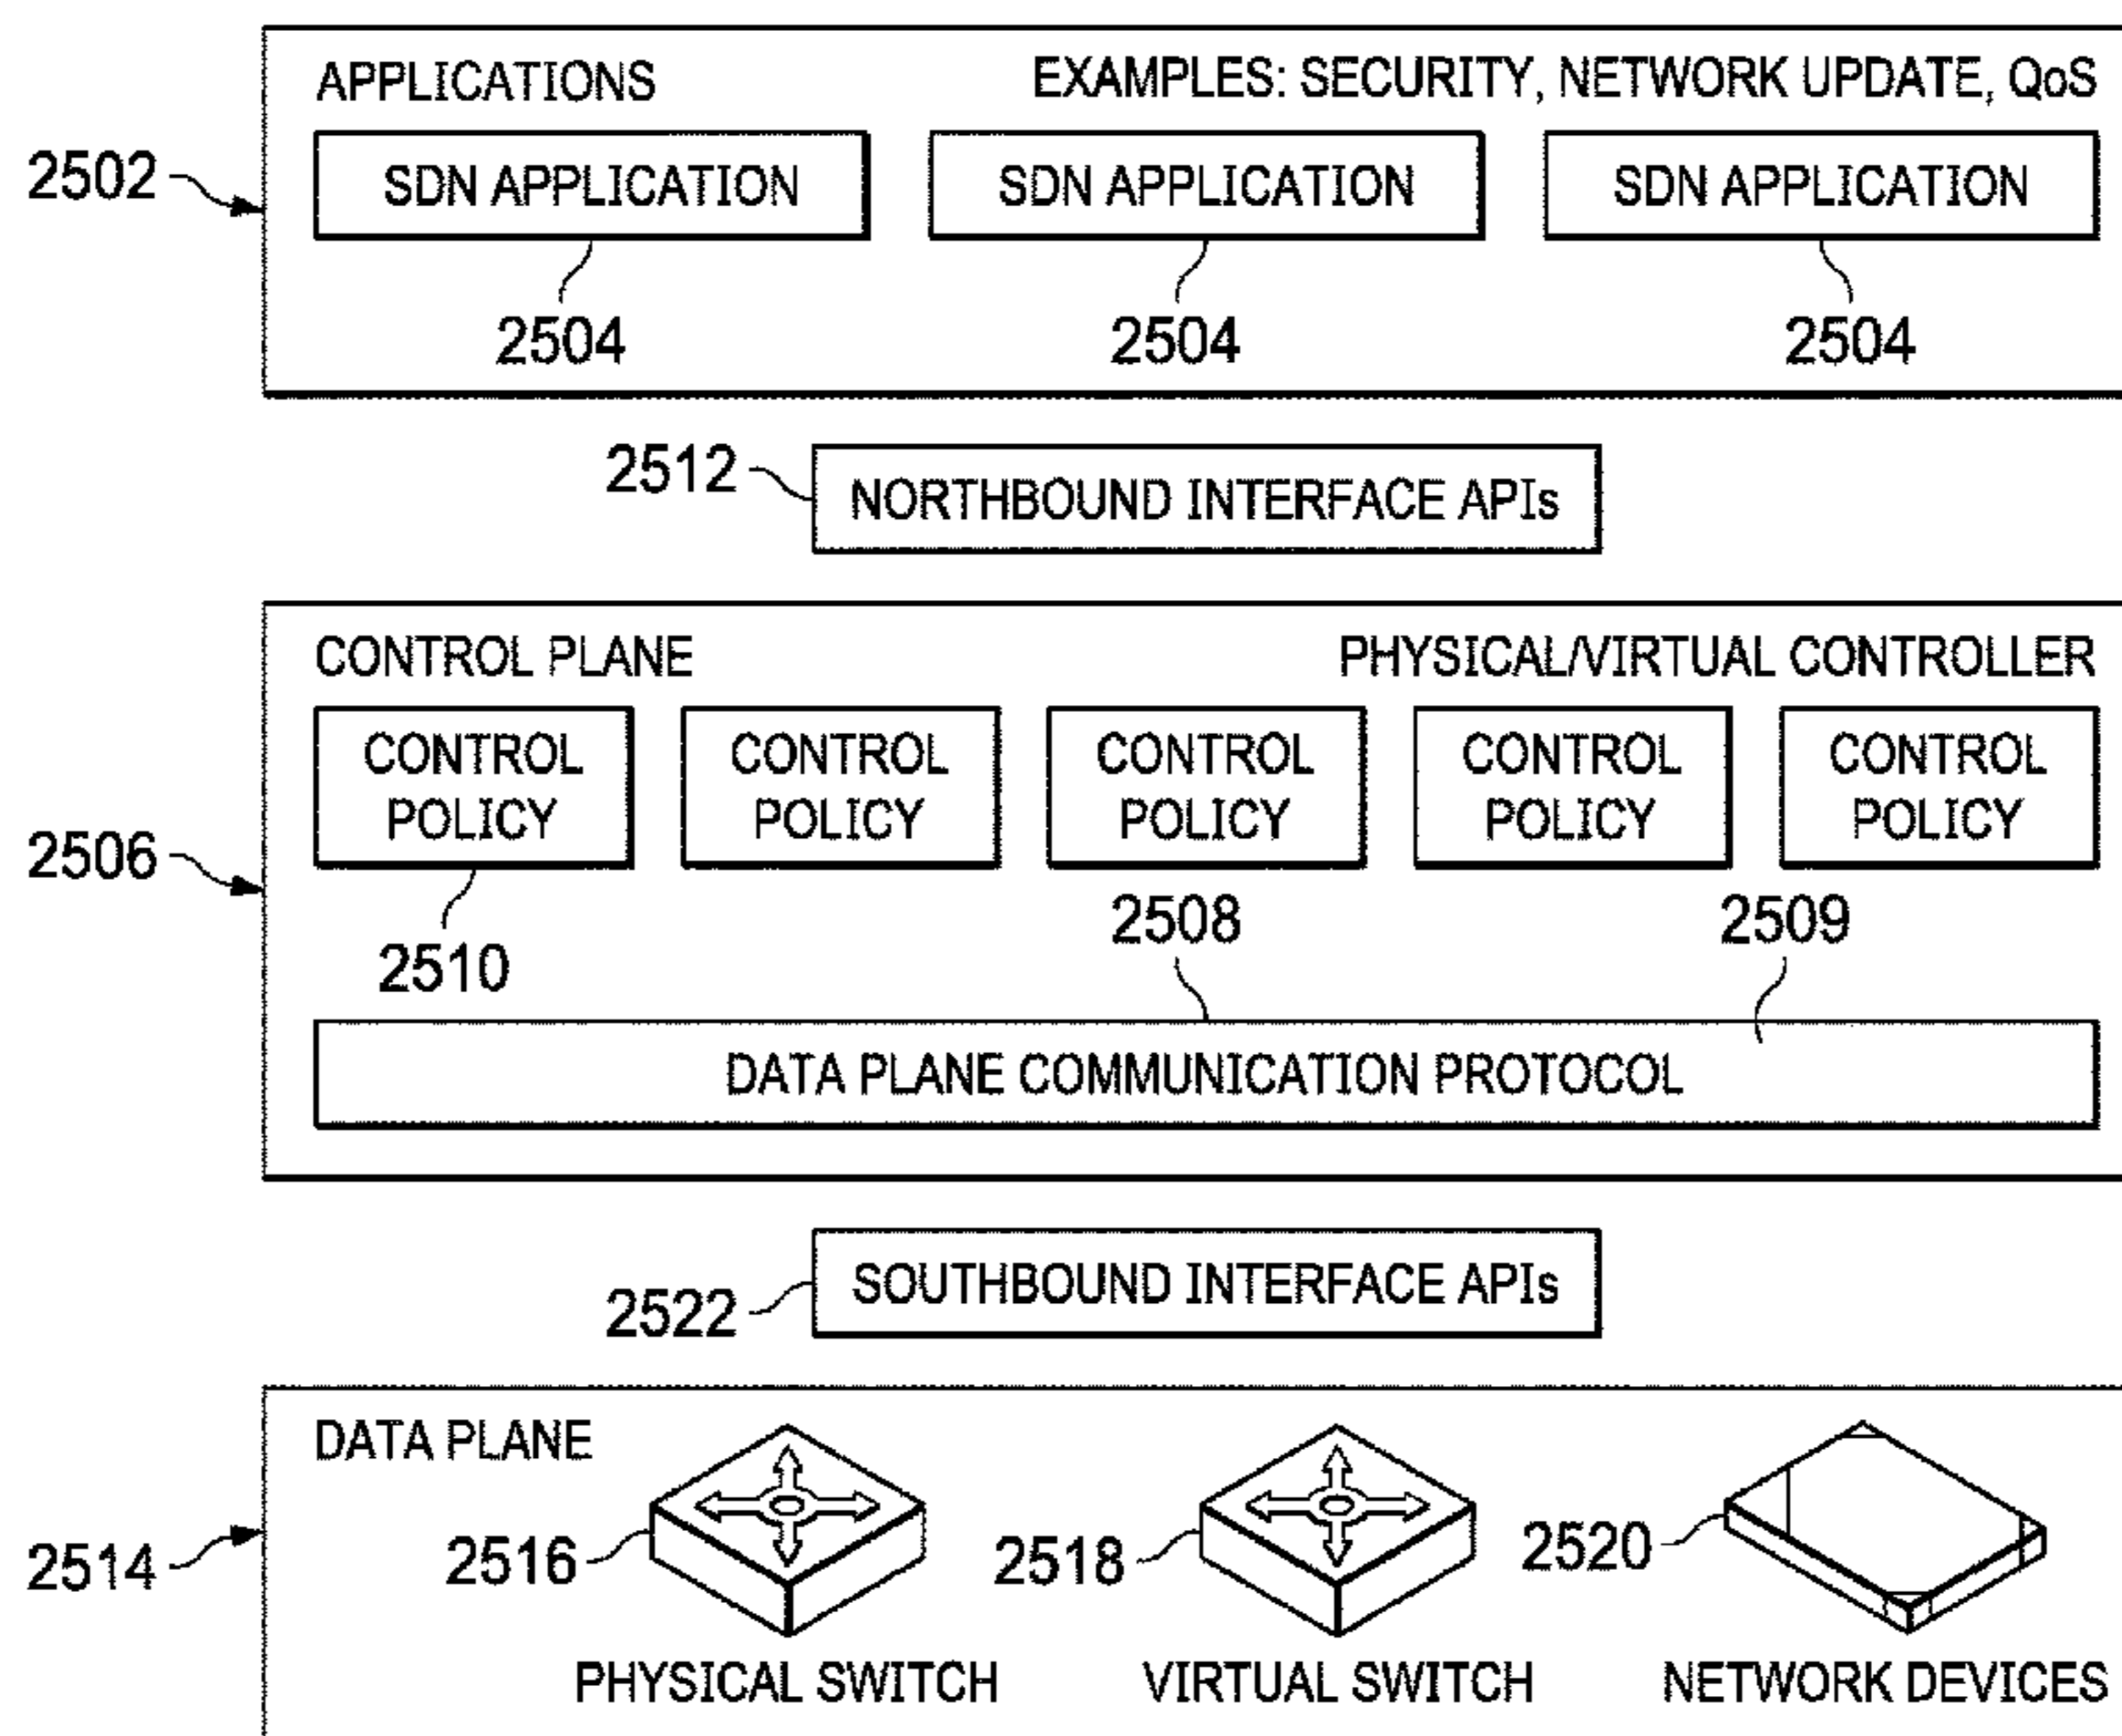 APPLICATIONS EXAMPLES: SECURITY, NETWORK UPDATE, QoS
2502
SDN APPLICATION SDN APPLICATION SDN APPLICATION
2504 2504 2504
2512
NORTHBOUND INTERFACE APIs
CONTROL PLANE PHYSICAL/VIRTUAL CONTROLLER
CONTROL POLICY
CONTROL POLICY
CONTROL POLICY
CONTROL POLICY
CONTROL POLICY
2506
2508 2509
2510
DATA PLANE COMMUNICATION PROTOCOL
SOUTHBOUND INTERFACE APIs
2522
DATA PLANE
2514
2516 2518 2520
PHYSICAL SWITCH VIRTUAL SWITCH NETWORK DEVICES